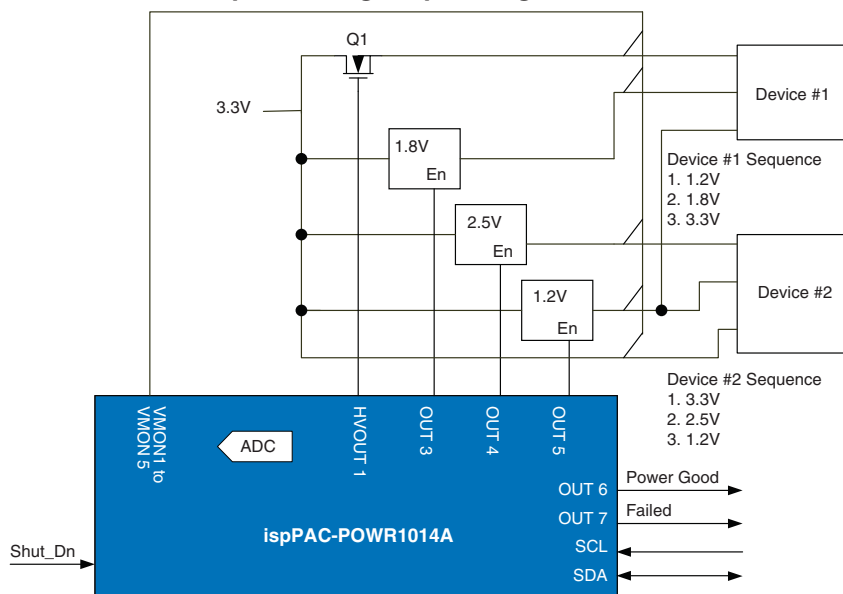 Q1
3.3V
Device #1
1.8V
En
Device #1 Sequence
1. 1.2V
2. 1.8V
3. 3.3V
2.5V
En
1.2V
En
Device #2
Device #2 Sequence
1. 3.3V
2. 2.5V
3. 1.2V
VMON1 to
VMON 5
ADC
HVOUT 1
OUT 3
OUT 4
OUT 5
OUT 6
Power Good
OUT 7
Failed
ispPAC-POWR1014A
SCL
Shut_Dn
SDA